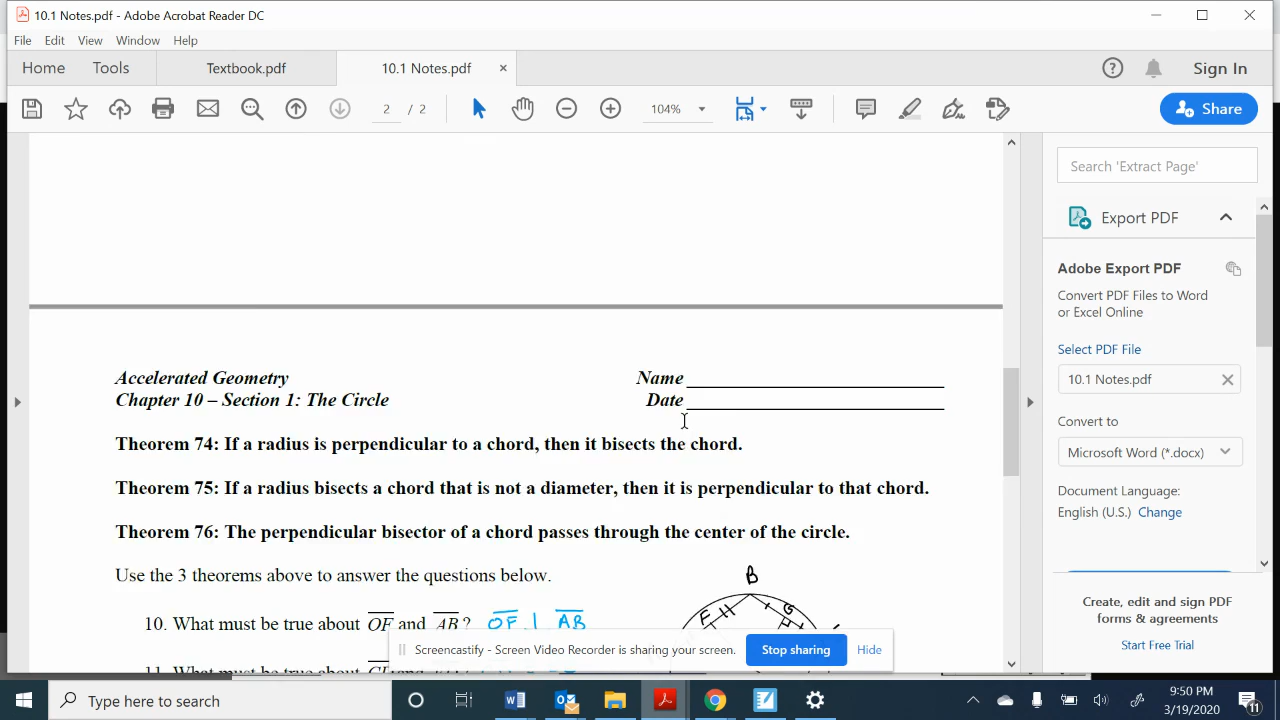 10.1 Notes.pdf - Adobe Acrobat Reader DC
File Edit View Window Help
Home Tools Textbook.pdf 10.1 Notes.pdf × Sign In
2 / 2 104% Share
Search 'Extract Page'
Export PDF
Adobe Export PDF
Convert PDF Files to Word
or Excel Online
Select PDF File
10.1 Notes.pdf
Convert to
Microsoft Word (*.docx)
Document Language:
English (U.S.) Change
Create, edit and sign PDF
forms & agreements
Start Free Trial
Accelerated Geometry Name
Chapter 10 – Section 1: The Circle Date
Theorem 74: If a radius is perpendicular to a chord, then it bisects the chord.
Theorem 75: If a radius bisects a chord that is not a diameter, then it is perpendicular to that chord.
Theorem 76: The perpendicular bisector of a chord passes through the center of the circle.
Use the 3 theorems above to answer the questions below.
B
F G
10. What must be true about OF and AB? OF ⊥ AB
11. What must be true about
Screencastify - Screen Video Recorder is sharing your screen. Stop sharing Hide
Type here to search
9:50 PM
3/19/2020
11